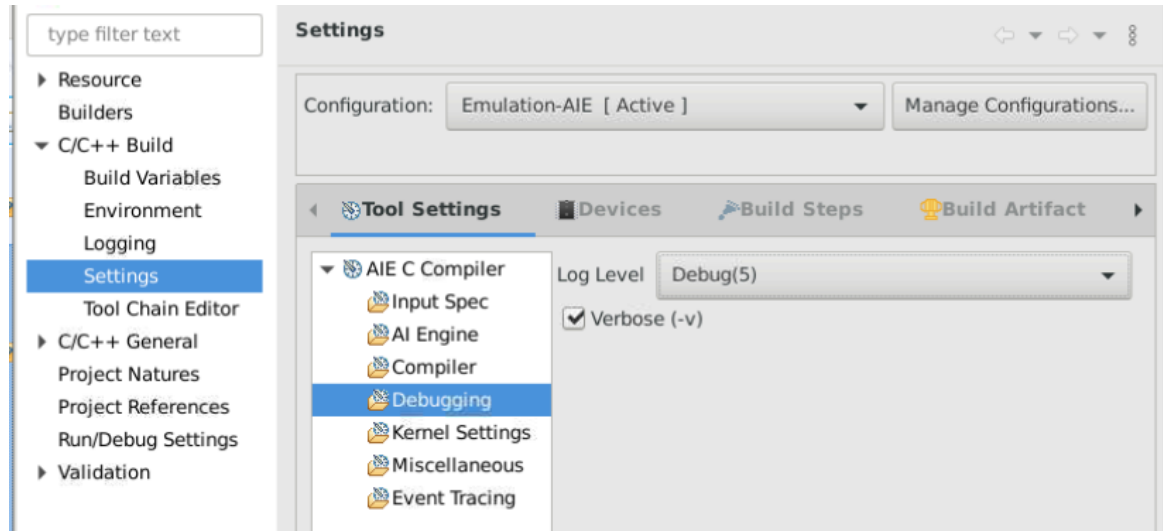 type filter text
Resource
Builders
C/C++ Build
Build Variables
Environment
Logging
Settings
Tool Chain Editor
C/C++ General
Project Natures
Project References
Run/Debug Settings
Validation
Settings
Configuration: Emulation-AIE [ Active ] Manage Configurations...
Tool Settings Devices Build Steps Build Artifact
AIE C Compiler
Input Spec
AI Engine
Compiler
Debugging
Kernel Settings
Miscellaneous
Event Tracing
Log Level Debug(5)
Verbose (-v)